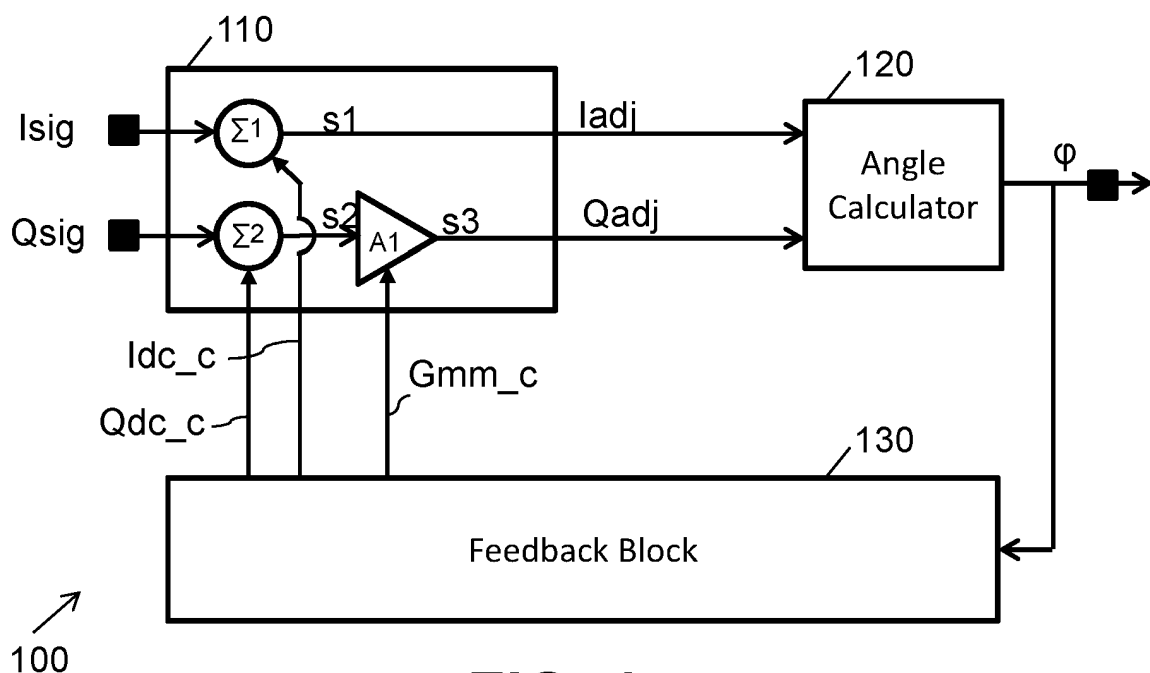 110
120
Isig
Σ1
s1
Iadj
Qsig
Σ2
s2
A1
s3
Qadj
Angle
Calculator
φ
Idc_c
Gmm_c
Qdc_c
130
Feedback Block
100